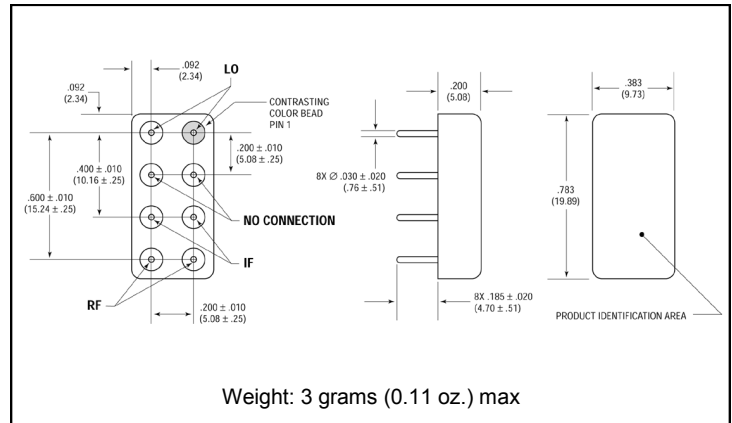 .092
(2.34)
LO
.092
(2.34)
CONTRASTING
COLOR BEAD
PIN 1
.200 ± .010
(5.08 ± .25)
.400 ± .010
(10.16 ± .25)
.600 ± .010
(15.24 ± .25)
NO CONNECTION
IF
RF
.200 ± .010
(5.08 ± .25)
.200
(5.08)
8X Ø .030 ± .020
(.76 ± .51)
8X .185 ± .020
(4.70 ± .51)
.383
(9.73)
.783
(19.89)
PRODUCT IDENTIFICATION AREA
Weight: 3 grams (0.11 oz.) max